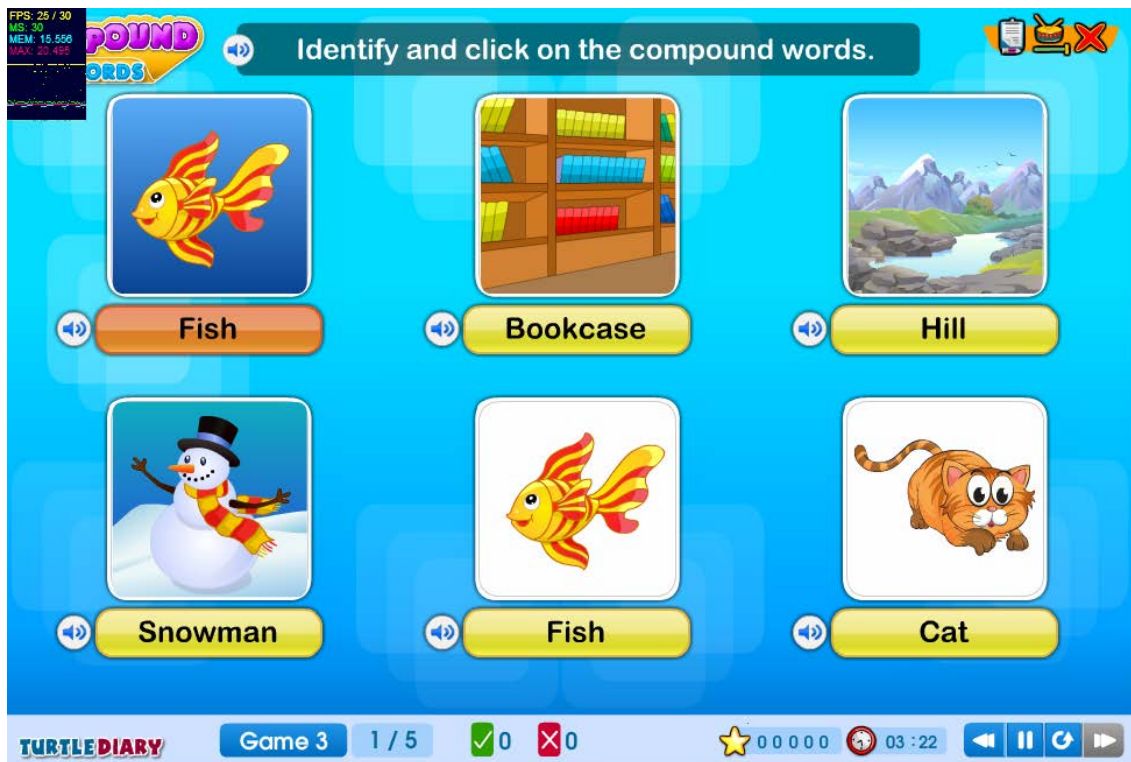 FPS: 25 / 30
MS: 30
MEM: 15.556
MAX: 20.495
POUND
ORDS
Identify and click on the compound words.
Fish
Bookcase
Hill
Snowman
Fish
Cat
TURTLEDIARY
Game 3
1 / 5
0
0
00000
03 : 22